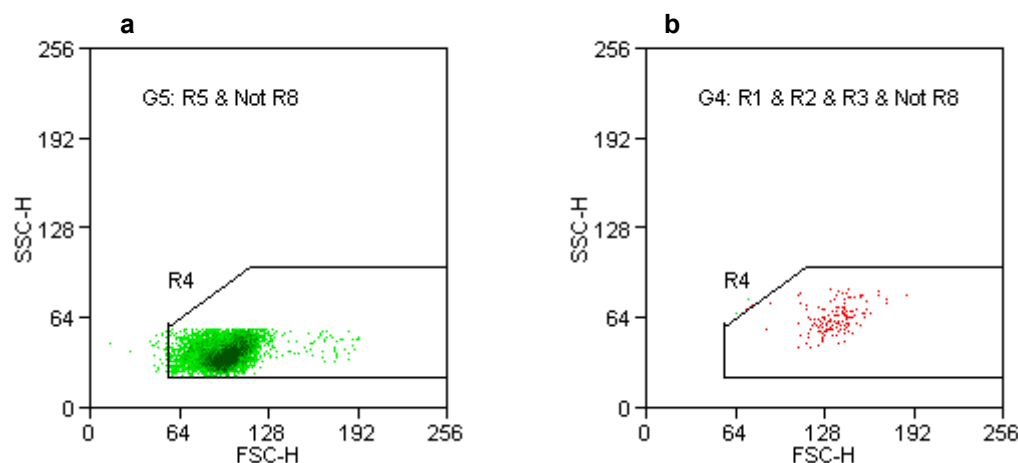 a
256
G5: R5 & Not R8
192
SSC-H
128
R4
64
0
0 64 128 192 256
FSC-H
b
256
G4: R1 & R2 & R3 & Not R8
192
SSC-H
128
R4
64
0
0 64 128 192 256
FSC-H